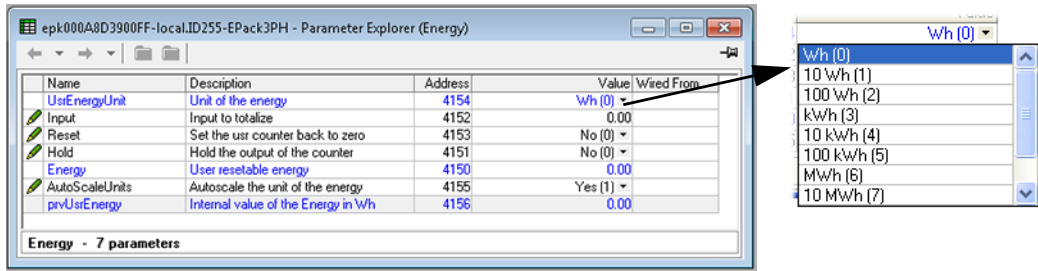 epk000A8D3900FF-local.ID255-EPack3PH - Parameter Explorer (Energy)
Name Description Address Value Wired From
UsrEnergyUnit Unit of the energy 4154 Wh (0)
Input Input to totalize 4152 0.00
Reset Set the usr counter back to zero 4153 No (0)
Hold Hold the output of the counter 4151 No (0)
Energy User resetable energy 4150 0.00
AutoScaleUnits Autoscale the unit of the energy 4155 Yes (1)
prvUsrEnergy Internal value of the Energy in Wh 4156 0.00
Energy - 7 parameters
Wh (0)
Wh (0)
10 Wh (1)
100 Wh (2)
kWh (3)
10 kWh (4)
100 kWh (5)
MWh (6)
10 MWh (7)